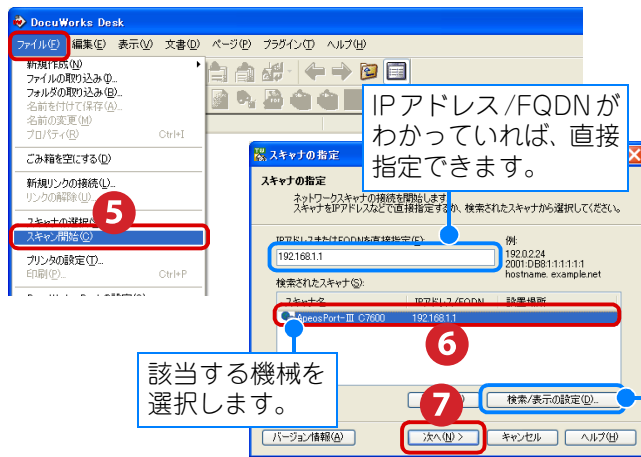 DocuWorks Desk
ファイル(F) 編集(E) 表示(V) 文書(D) ページ(P) プラグイン(T) ヘルプ(H)
新規作成(N)
ファイルの取り込み(I)...
フォルダの取り込み(B)...
名前を付けて保存(A)...
名前の変更(M)
プロパティ(R) Ctrl+I
ごみ箱を空にする(D)
新規リンクの接続(L)...
リンクの解除(U)...
スキャナの選択(S)...
5
スキャン開始(C)
プリンタの設定(T)...
印刷(P)... Ctrl+P
IPアドレス/FQDNが
わかっていれば、直接
指定できます。
スキャナの指定
スキャナの指定
ネットワークスキャナの接続を開始します。
スキャナをIPアドレスなどで直接指定するか、検索されたスキャナから選択してください。
IPアドレスまたはFQDNを直接指定(F):
192.168.1.1
例:
192.0.2.24
2001:DB8:1:1:1:1:1:1
hostname. example.net
検索されたスキャナ(S):
スキャナ名 IPアドレス/FQDN 設置場所
ApeosPort-III C7600 192.168.1.1
6
該当する機械を
選択します。
7
検索/表示の設定(D)...
バージョン情報(A) 次へ(N) > キャンセル ヘルプ(H)